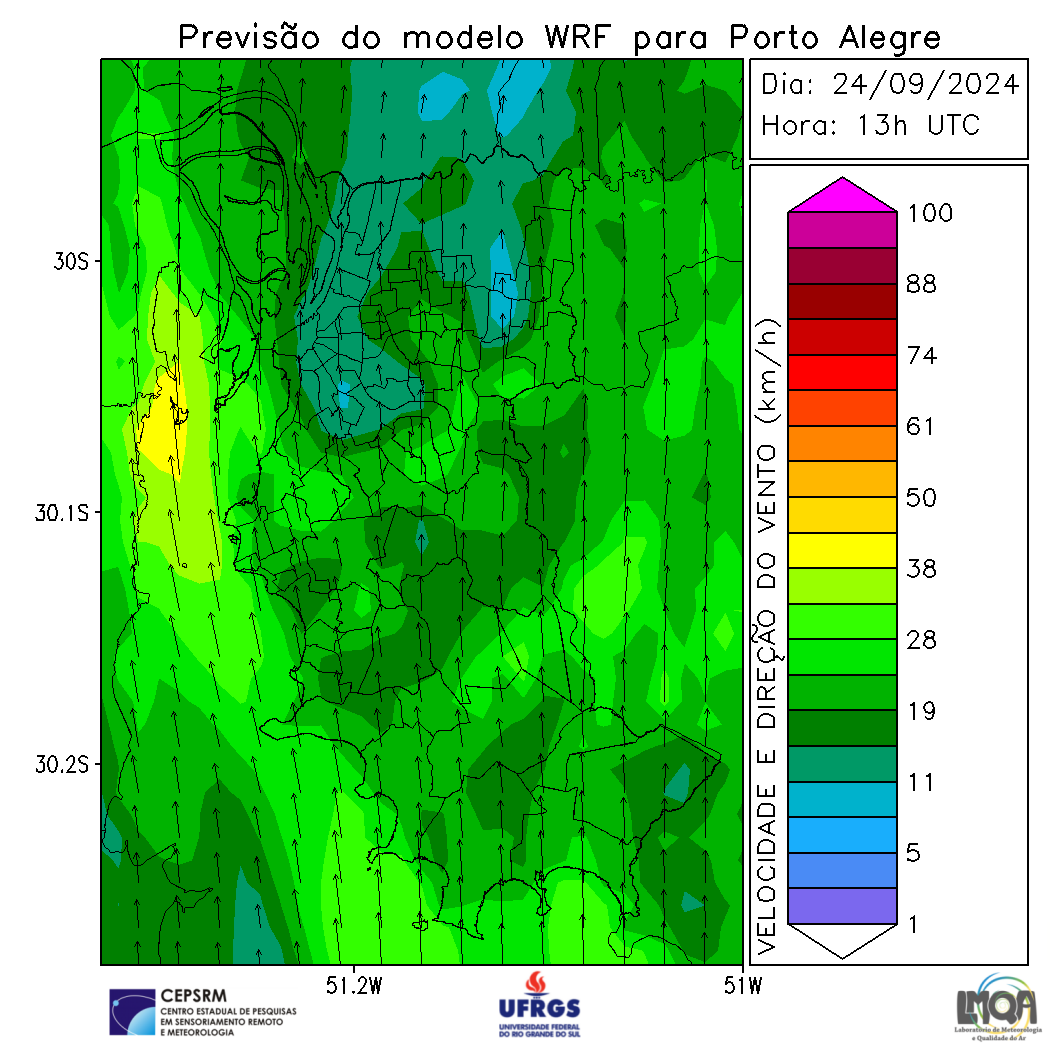 Previsão do modelo WRF para Porto Alegre
Dia: 24/09/2024
Hora: 13h UTC
30S
30.1S
30.2S
51.2W
51W
VELOCIDADE E DIREÇÃO DO VENTO (km/h)
100
88
74
61
50
38
28
19
11
5
1
CEPSRM
CENTRO ESTADUAL DE PESQUISAS
EM SENSORIAMENTO REMOTO
E METEOROLOGIA
UFRGS
UNIVERSIDADE FEDERAL
DO RIO GRANDE DO SUL
LMQA
Laboratório de Meteorologia
e Qualidade do Ar